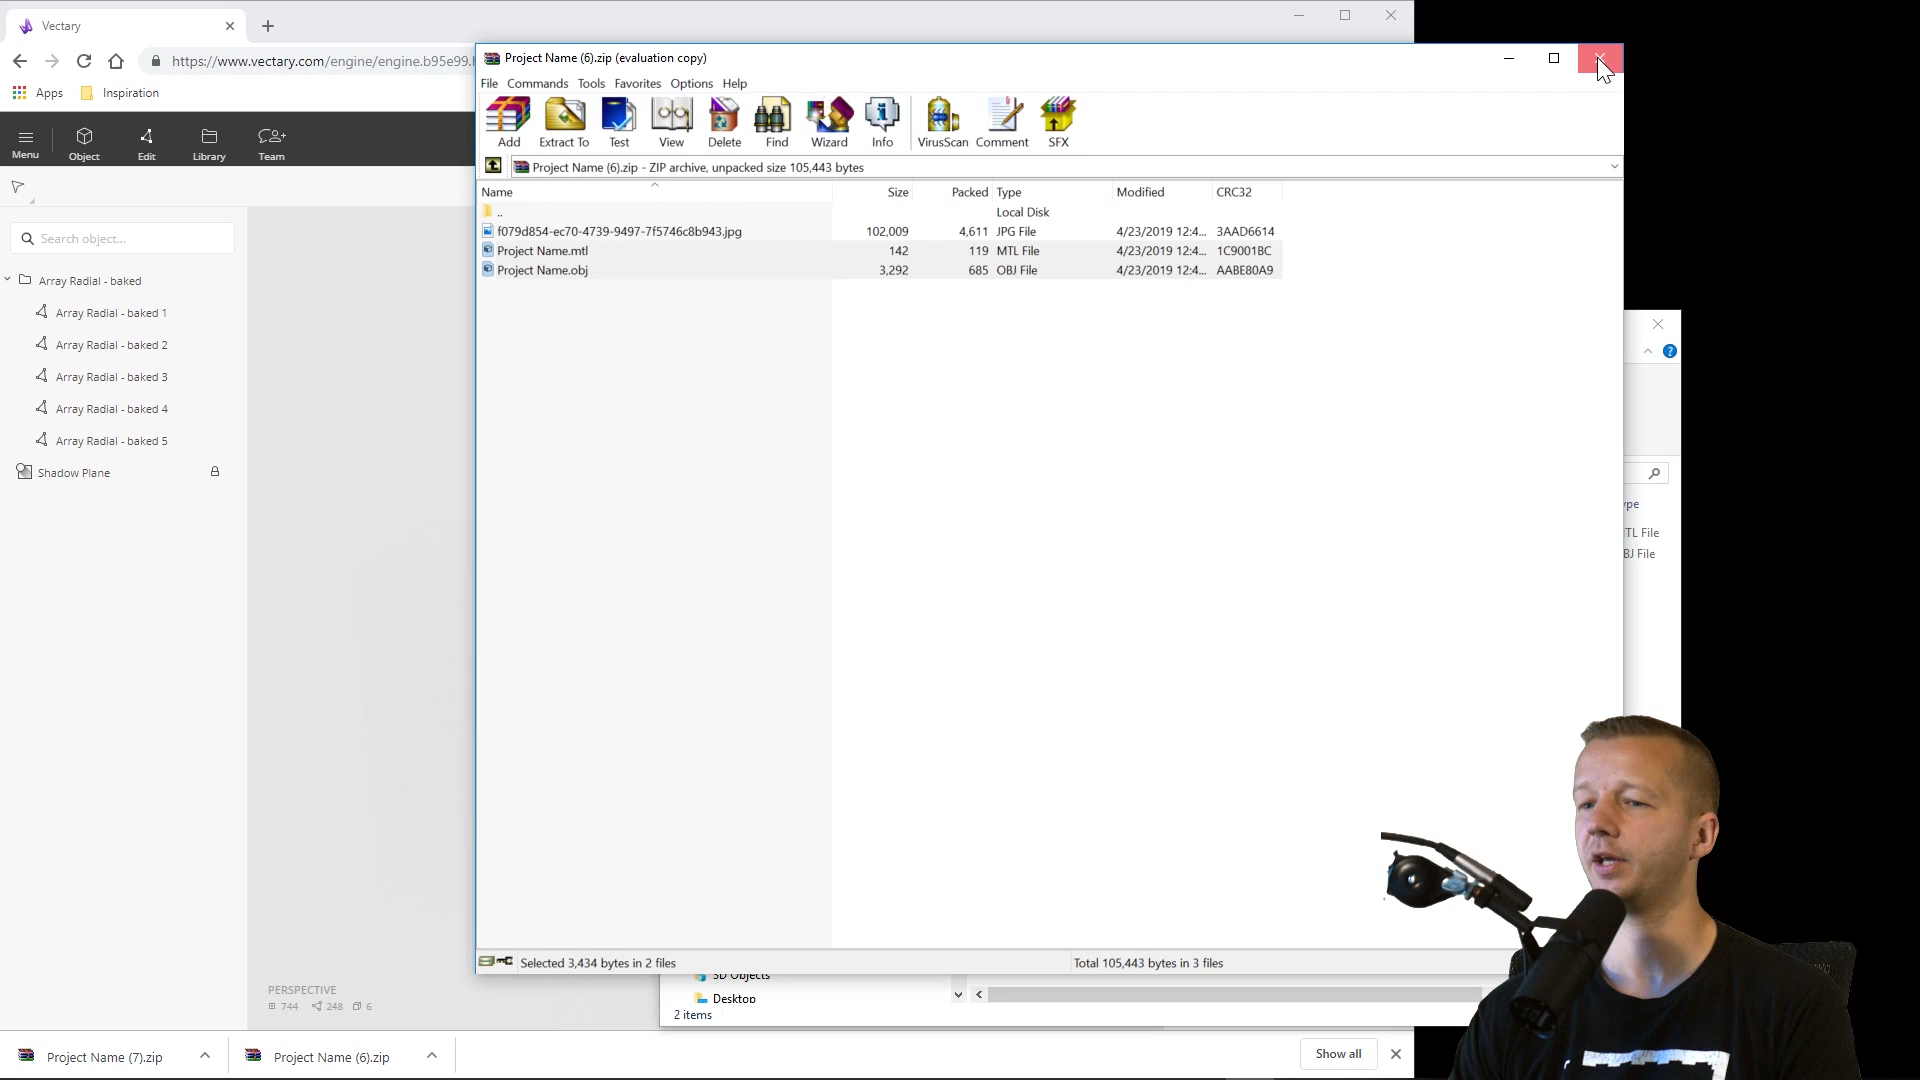 Vectary
https://www.vectary.com/engine/engine.b95e99.
Apps
Inspiration
Menu
Object
Edit
Library
Team
Search object...
Array Radial - baked
Array Radial - baked 1
Array Radial - baked 2
Array Radial - baked 3
Array Radial - baked 4
Array Radial - baked 5
Shadow Plane
PERSPECTIVE
744 248 6
Project Name (6).zip (evaluation copy)
File Commands Tools Favorites Options Help
Add Extract To Test View Delete Find Wizard Info VirusScan Comment SFX
Project Name (6).zip - ZIP archive, unpacked size 105,443 bytes
Name Size Packed Type Modified CRC32
.. Local Disk
f079d854-ec70-4739-9497-7f5746c8b943.jpg 102,009 4,611 JPG File 4/23/2019 12:4... 3AAD6614
Project Name.mtl 142 119 MTL File 4/23/2019 12:4... 1C9001BC
Project Name.obj 3,292 685 OBJ File 4/23/2019 12:4... AABE80A9
Selected 3,434 bytes in 2 files
Total 105,443 bytes in 3 files
ype
TL File
BJ File
3D Objects
Desktop
2 items
Project Name (7).zip
Project Name (6).zip
Show all